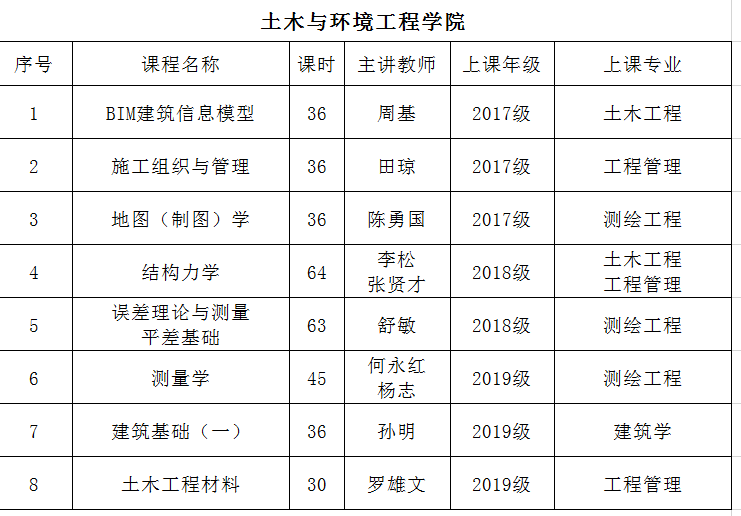 土木与环境工程学院
序号 课程名称 课时 主讲教师 上课年级 上课专业
1 BIM建筑信息模型 36 周基 2017级 土木工程
2 施工组织与管理 36 田琼 2017级 工程管理
3 地图（制图）学 36 陈勇国 2017级 测绘工程
4 结构力学 64 李松 2018级 土木工程
张贤才 工程管理
5 误差理论与测量 63 舒敏 2018级 测绘工程
平差基础
6 测量学 45 何永红 2019级 测绘工程
杨志
7 建筑基础（一） 36 孙明 2019级 建筑学
8 土木工程材料 30 罗雄文 2019级 工程管理